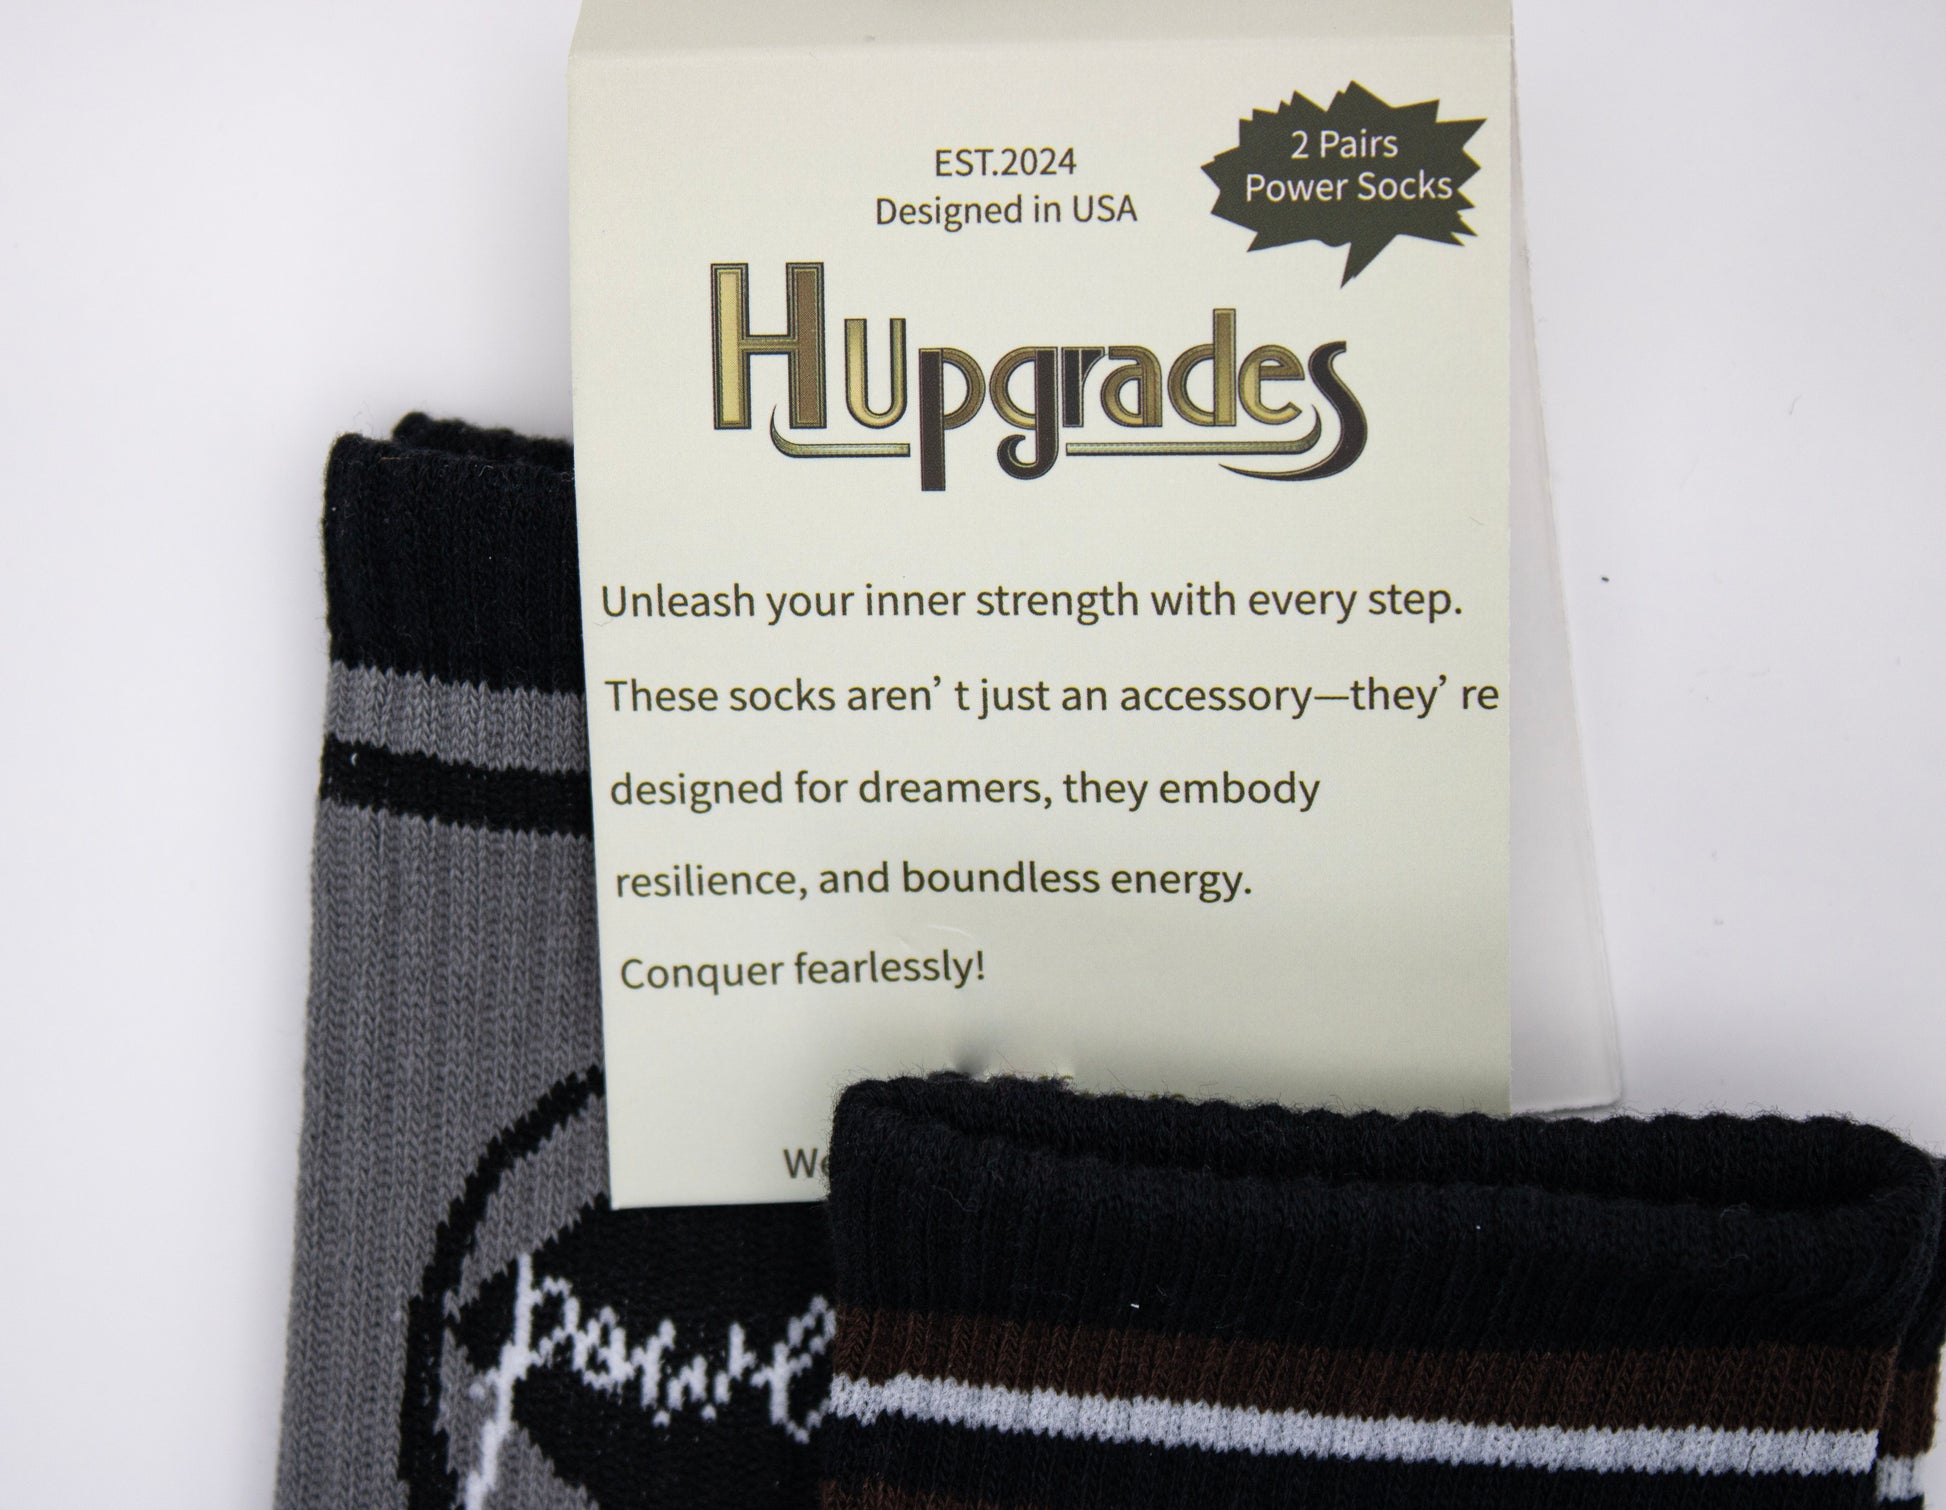 EST.2024
Designed in USA
2 Pairs
Power Socks
Hupgrades
Unleash your inner strength with every step.
These socks aren’ t just an accessory—they’ re
designed for dreamers, they embody
resilience, and boundless energy.
Conquer fearlessly!